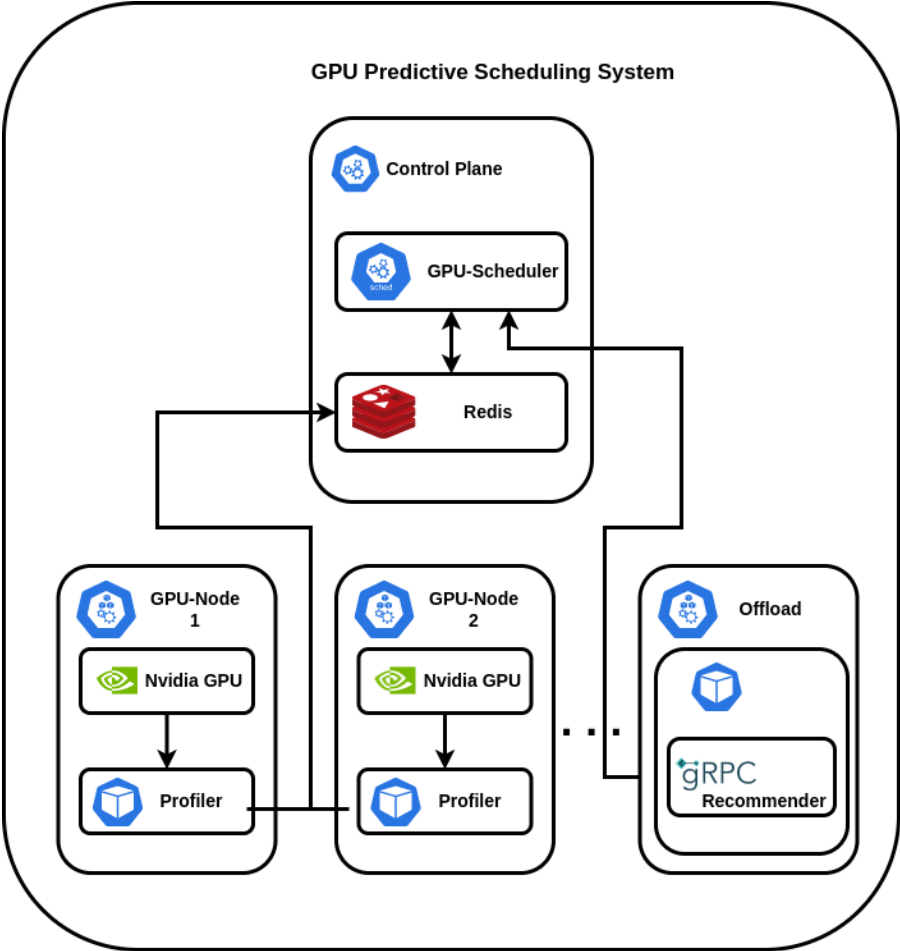 GPU Predictive Scheduling System
Control Plane
GPU-Scheduler
sched
Redis
GPU-Node
1
Nvidia GPU
Profiler
GPU-Node
2
Nvidia GPU
Profiler
. . .
Offload
gRPC
Recommender